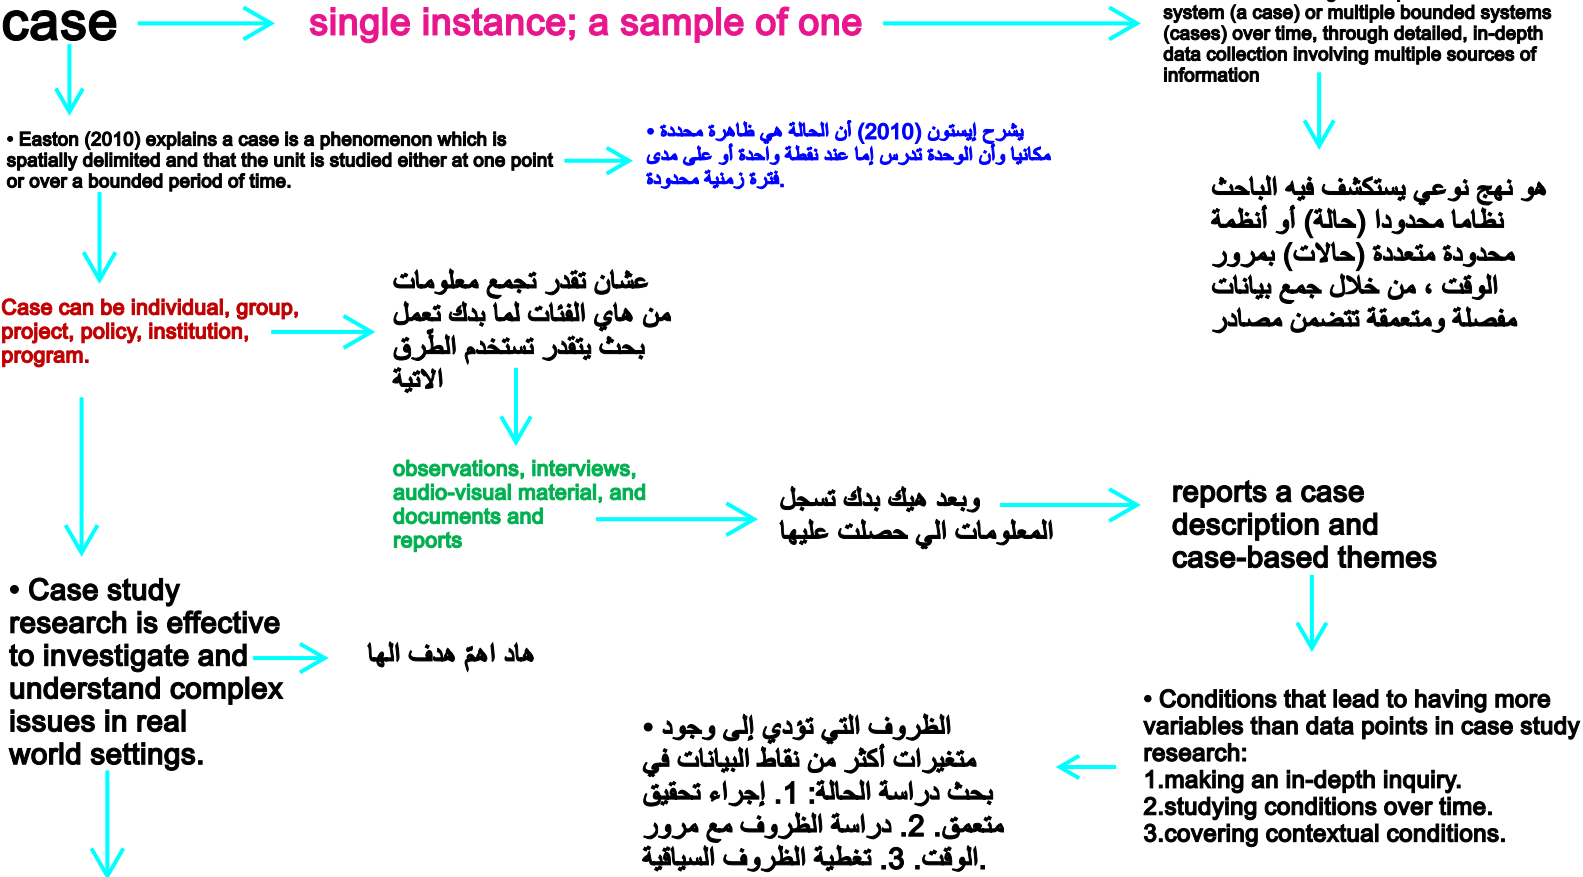 case
single instance; a sample of one
system (a case) or multiple bounded systems
(cases) over time, through detailed, in-depth
data collection involving multiple sources of
information
• Easton (2010) explains a case is a phenomenon which is
spatially delimited and that the unit is studied either at one point
or over a bounded period of time.
• يشرح إيستون (2010) أن الحالة هي ظاهرة محددة
مكانيا وأن الوحدة تدرس إما عند نقطة واحدة أو على مدى
فترة زمنية محدودة.
هو نهج نوعي يستكشف فيه الباحث
نظاما محدودا (حالة) أو أنظمة
محدودة متعددة (حالات) بمرور
الوقت ، من خلال جمع بيانات
مفصلة ومتعمقة تتضمن مصادر
Case can be individual, group,
project, policy, institution,
program.
عشان تقدر تجمع معلومات
من هاي الفئات لما بدك تعمل
بحث يتقدر تستخدم الطّرق
الاتية
observations, interviews,
audio-visual material, and
documents and
reports
وبعد هيك بدك تسجل
المعلومات الي حصلت عليها
reports a case
description and
case-based themes
• Case study
research is effective
to investigate and
understand complex
issues in real
world settings.
هاد اهمّ هدف الها
• Conditions that lead to having more
variables than data points in case study
research:
1.making an in-depth inquiry.
2.studying conditions over time.
3.covering contextual conditions.
• الظروف التي تؤدي إلى وجود
متغيرات أكثر من نقاط البيانات في
بحث دراسة الحالة: 1. إجراء تحقيق
متعمق. 2. دراسة الظروف مع مرور
الوقت. 3. تغطية الظروف السياقية.